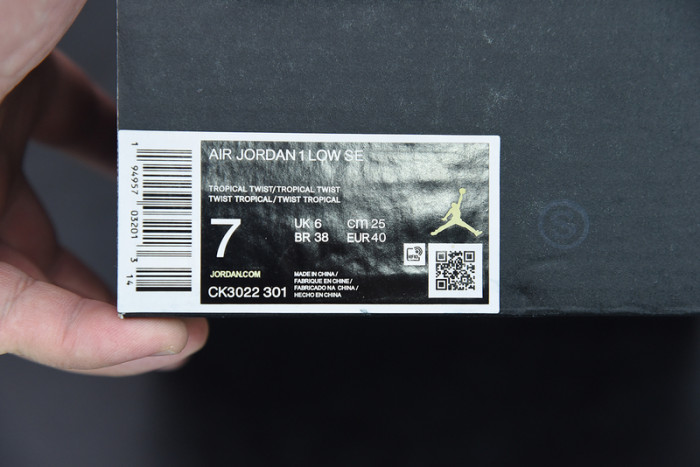 AIR JORDAN 1 LOW SE
TROPICAL TWIST/TROPICAL TWIST
TWIST TROPICAL/TWIST TROPICAL
7
UK 6 cm 25
BR 38 EUR 40
JORDAN.COM
CK3022 301
MADE IN CHINA /
FABRIQUE EN CHINE /
FABRICADO NA CHINA /
HECHO EN CHINA
1 94957 03201 3 14